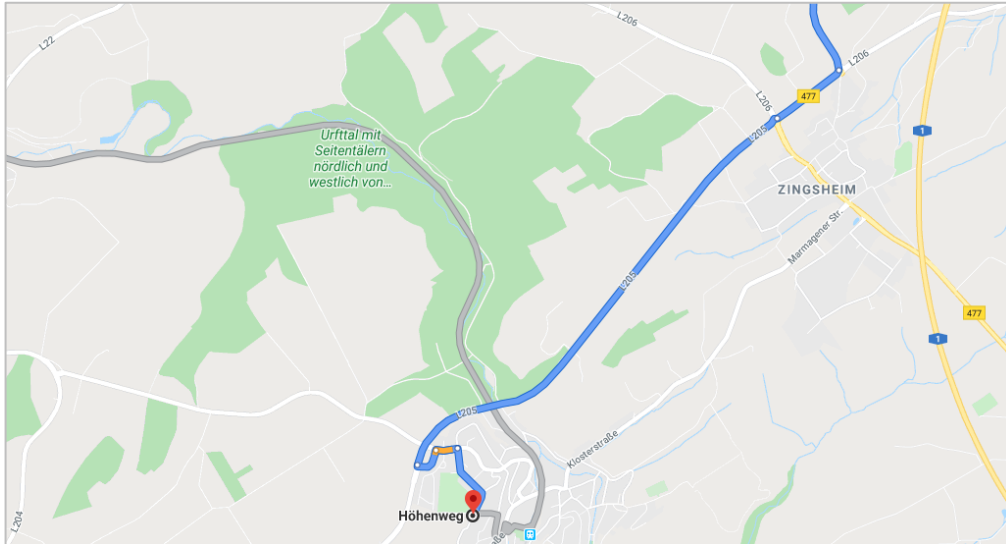 L22
L206
L206
477
L206
L205
1
Urfttal mit
Seitentälern
nördlich und
westlich von...
ZINGSHEIM
Marmagener Str.
L205
477
1
L205
Klosterstraße
L204
Höhenweg